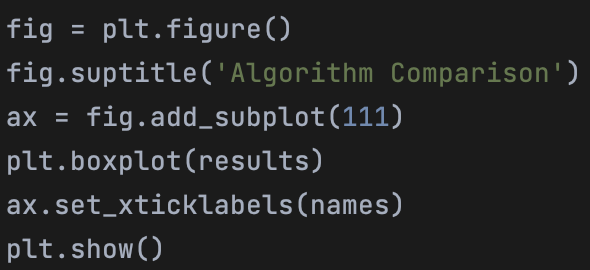 fig = plt.figure()
fig.suptitle('Algorithm Comparison')
ax = fig.add_subplot(111)
plt.boxplot(results)
ax.set_xticklabels(names)
plt.show()